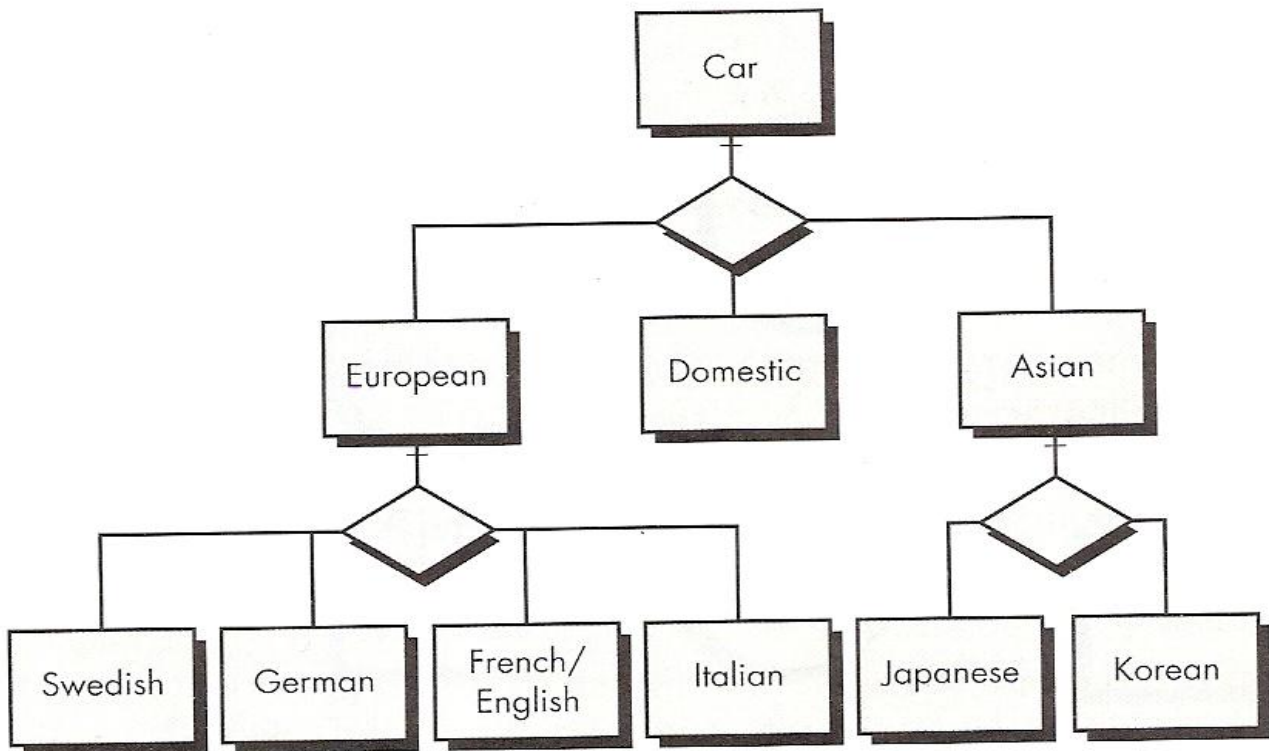 Car
European
Domestic
Asian
Swedish
German
French/
English
Italian
Japanese
Korean